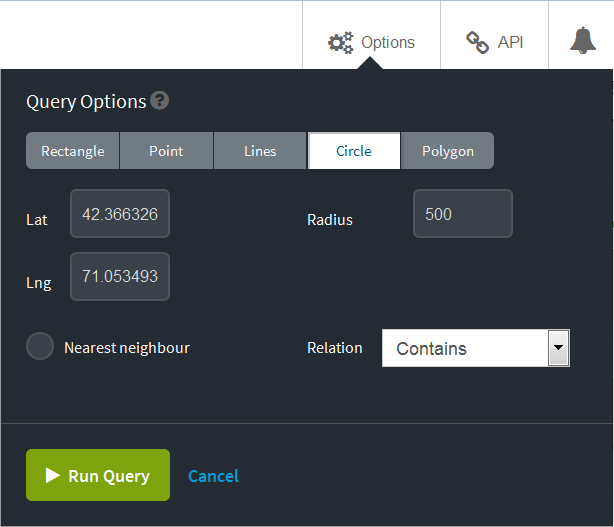 Options API
Query Options ?
Rectangle Point Lines Circle Polygon
Lat 42.366326 Radius 500
Lng 71.053493
Nearest neighbour Relation Contains
Run Query Cancel